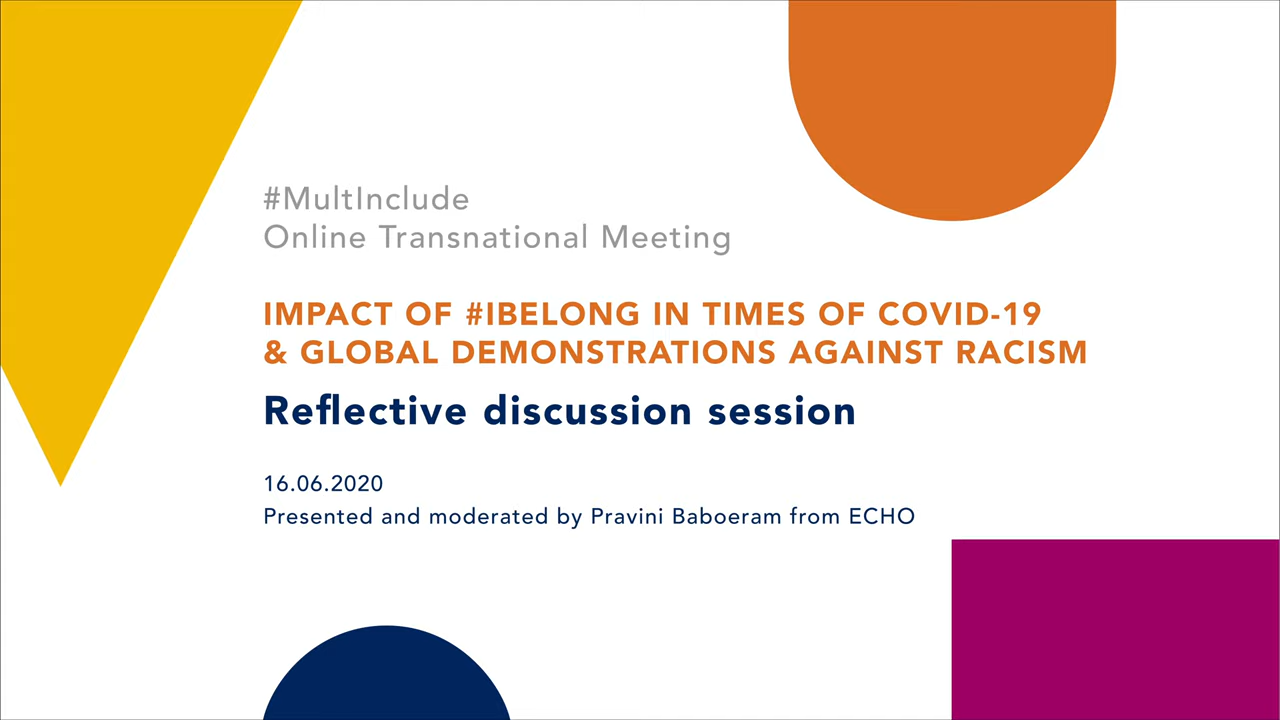 #MultInclude
Online Transnational Meeting
IMPACT OF #IBELONG IN TIMES OF COVID-19
& GLOBAL DEMONSTRATIONS AGAINST RACISM
Reflective discussion session
16.06.2020
Presented and moderated by Pravini Baboeram from ECHO